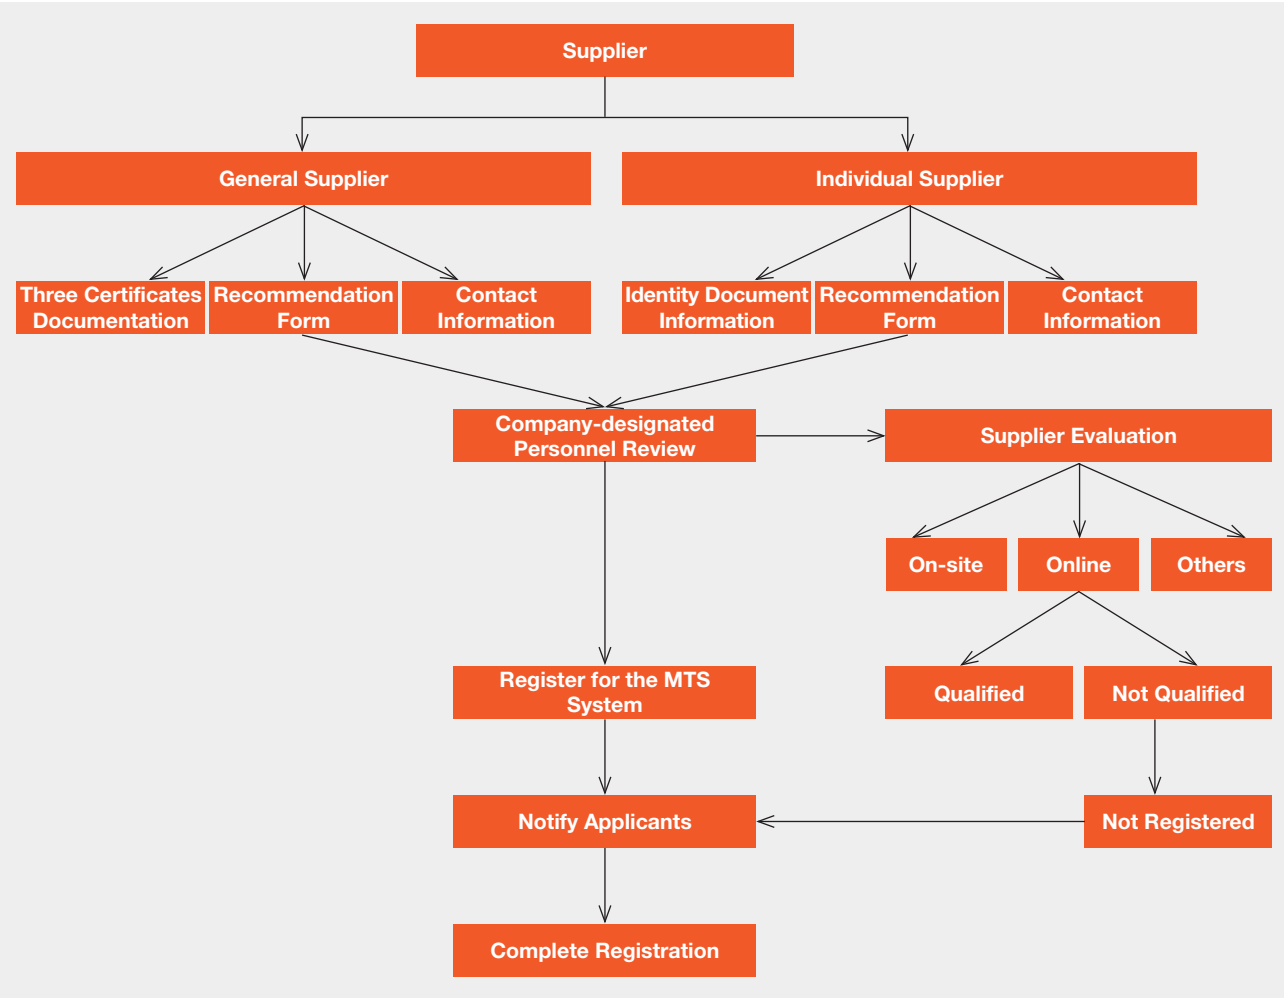 Supplier
General Supplier
Individual Supplier
Three Certificates
Documentation
Recommendation
Form
Contact
Information
Identity Document
Information
Recommendation
Form
Contact
Information
Company-designated
Personnel Review
Supplier Evaluation
On-site
Online
Others
Register for the MTS
System
Qualified
Not Qualified
Notify Applicants
Not Registered
Complete Registration